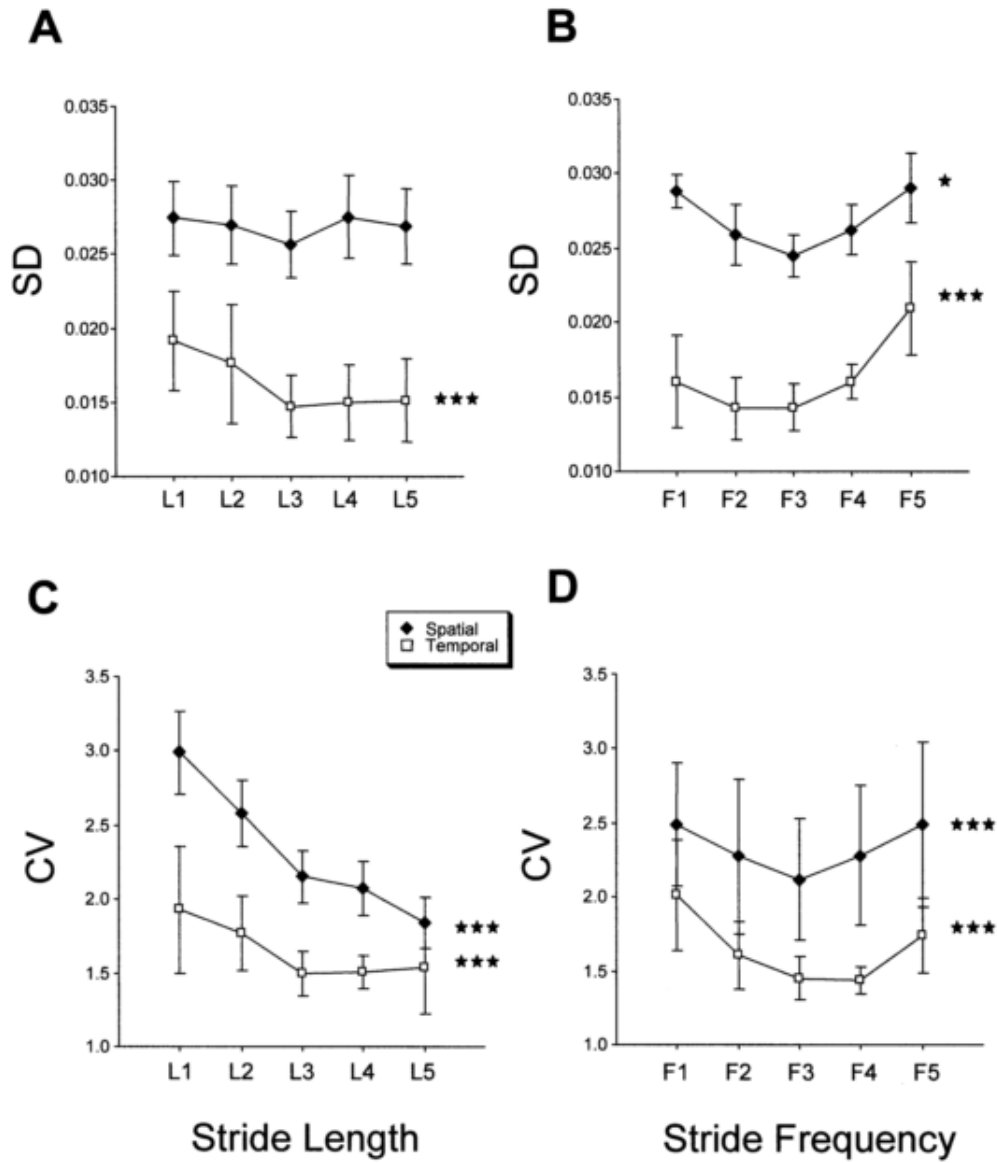 A
B
SD
0.035
0.030
0.025
0.020
0.015
0.010
L1 L2 L3 L4 L5
★★★
SD
0.035
0.030
0.025
0.020
0.015
0.010
F1 F2 F3 F4 F5
★
★★★
C
D
◆ Spatial
□ Temporal
CV
3.5
3.0
2.5
2.0
1.5
1.0
L1 L2 L3 L4 L5
★★★
★★★
Stride Length
CV
3.5
3.0
2.5
2.0
1.5
1.0
F1 F2 F3 F4 F5
★★★
★★★
Stride Frequency